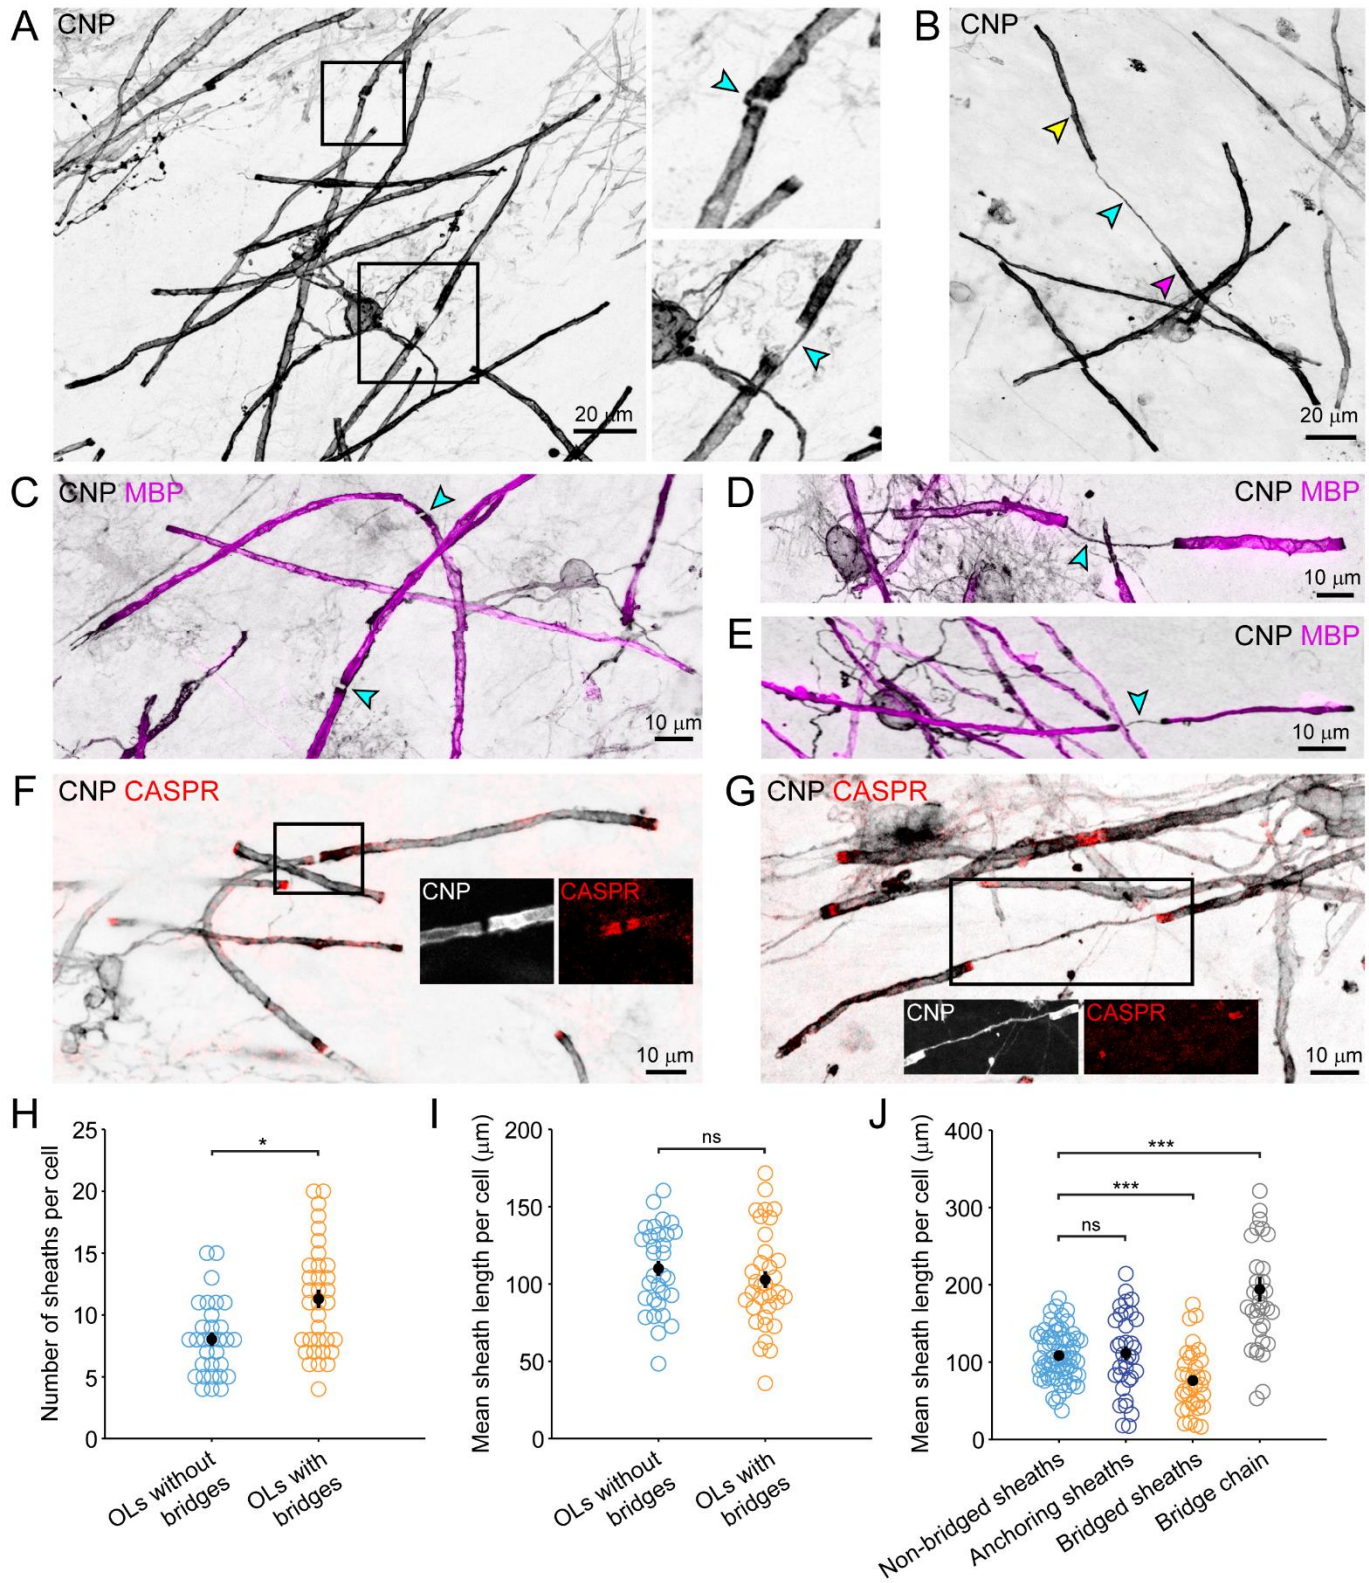 A
CNP
20 μm
B
CNP
20 μm
C
CNP MBP
10 μm
D
CNP MBP
10 μm
E
CNP MBP
10 μm
F
CNP CASPR
CNP
CASPR
10 μm
G
CNP CASPR
CNP
CASPR
10 μm
H
Number of sheaths per cell
25
20
15
10
5
0
*
OLs without
bridges
OLs with
bridges
I
Mean sheath length per cell (μm)
200
150
100
50
0
ns
OLs without
bridges
OLs with
bridges
J
Mean sheath length per cell (μm)
400
300
200
100
0
***
***
ns
Non-bridged sheaths
Anchoring sheaths
Bridged sheaths
Bridge chain